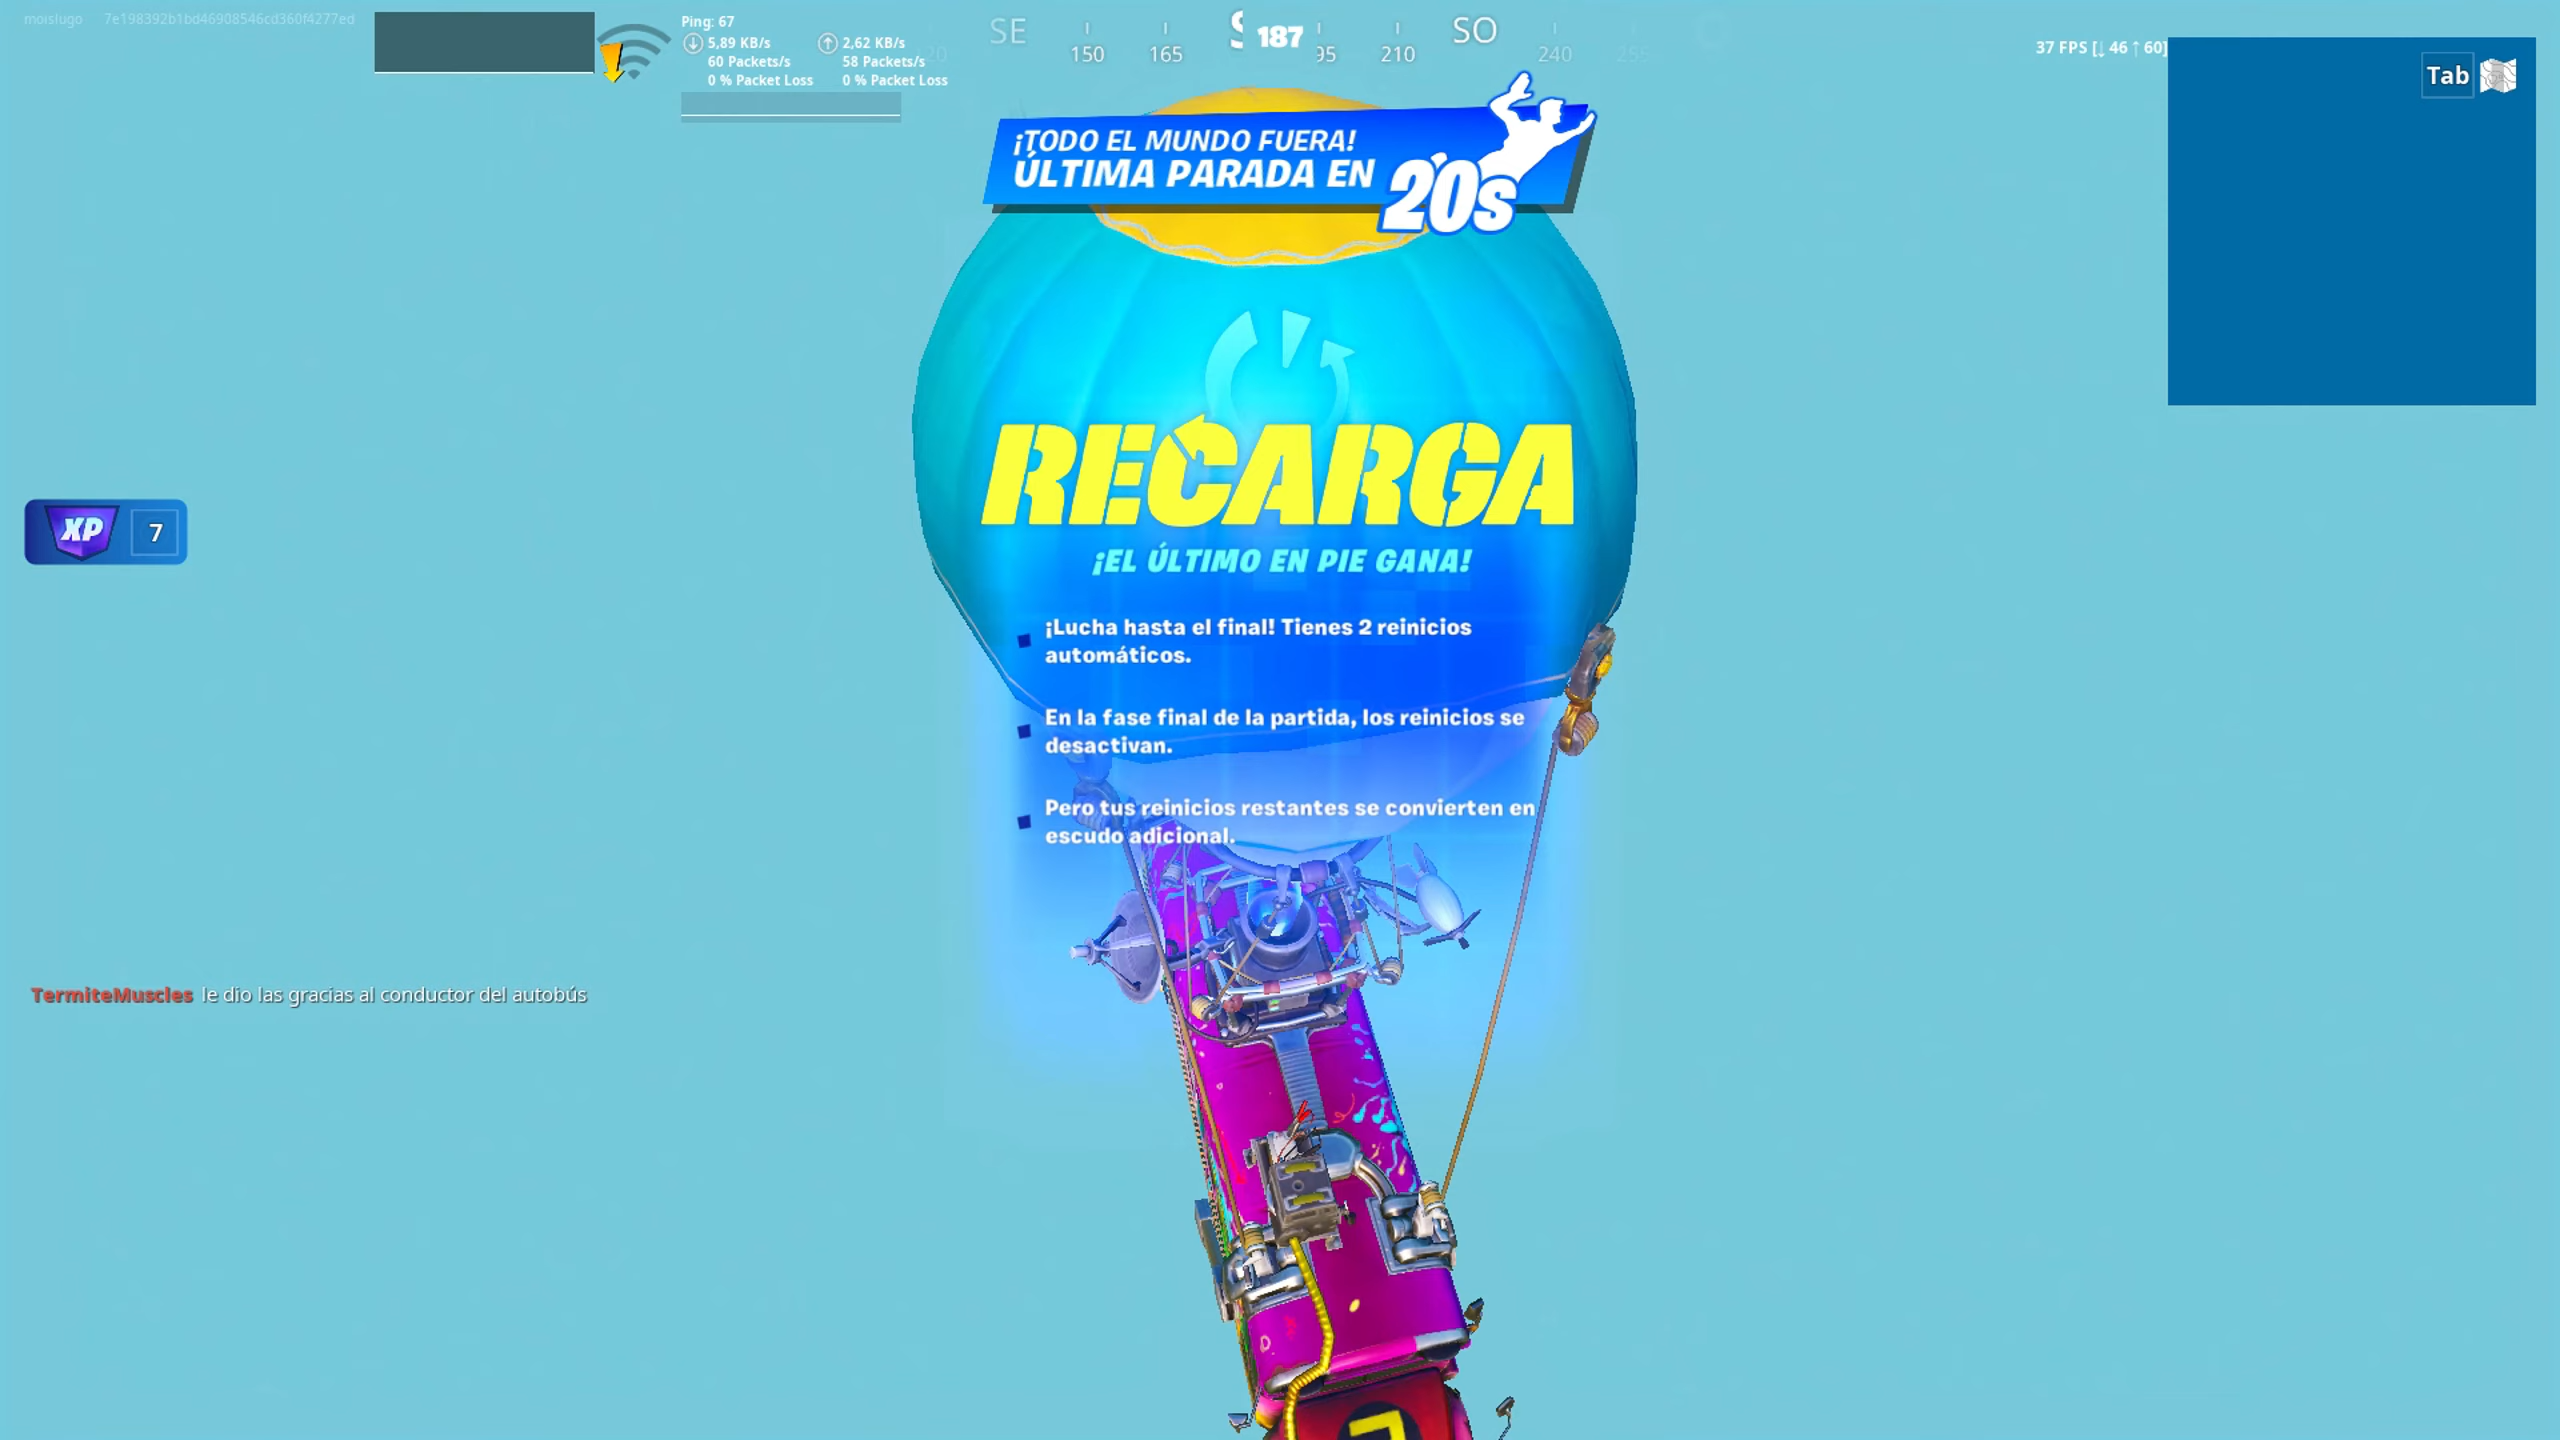 moislugo 7e198392b1bd46908546cd360f4277ed
Ping: 67
5,89 KB/s 2,62 KB/s
60 Packets/s 58 Packets/s
0 % Packet Loss 0 % Packet Loss
SE S 187 SO
150 165 95 210 240 255
37 FPS [↓ 46 ↑ 60]
Tab
¡TODO EL MUNDO FUERA!
ÚLTIMA PARADA EN
20s
RECARGA
¡EL ÚLTIMO EN PIE GANA!
XP 7
¡Lucha hasta el final! Tienes 2 reinicios
automáticos.
En la fase final de la partida, los reinicios se
desactivan.
Pero tus reinicios restantes se convierten en
escudo adicional.
TermiteMuscles le dio las gracias al conductor del autobús